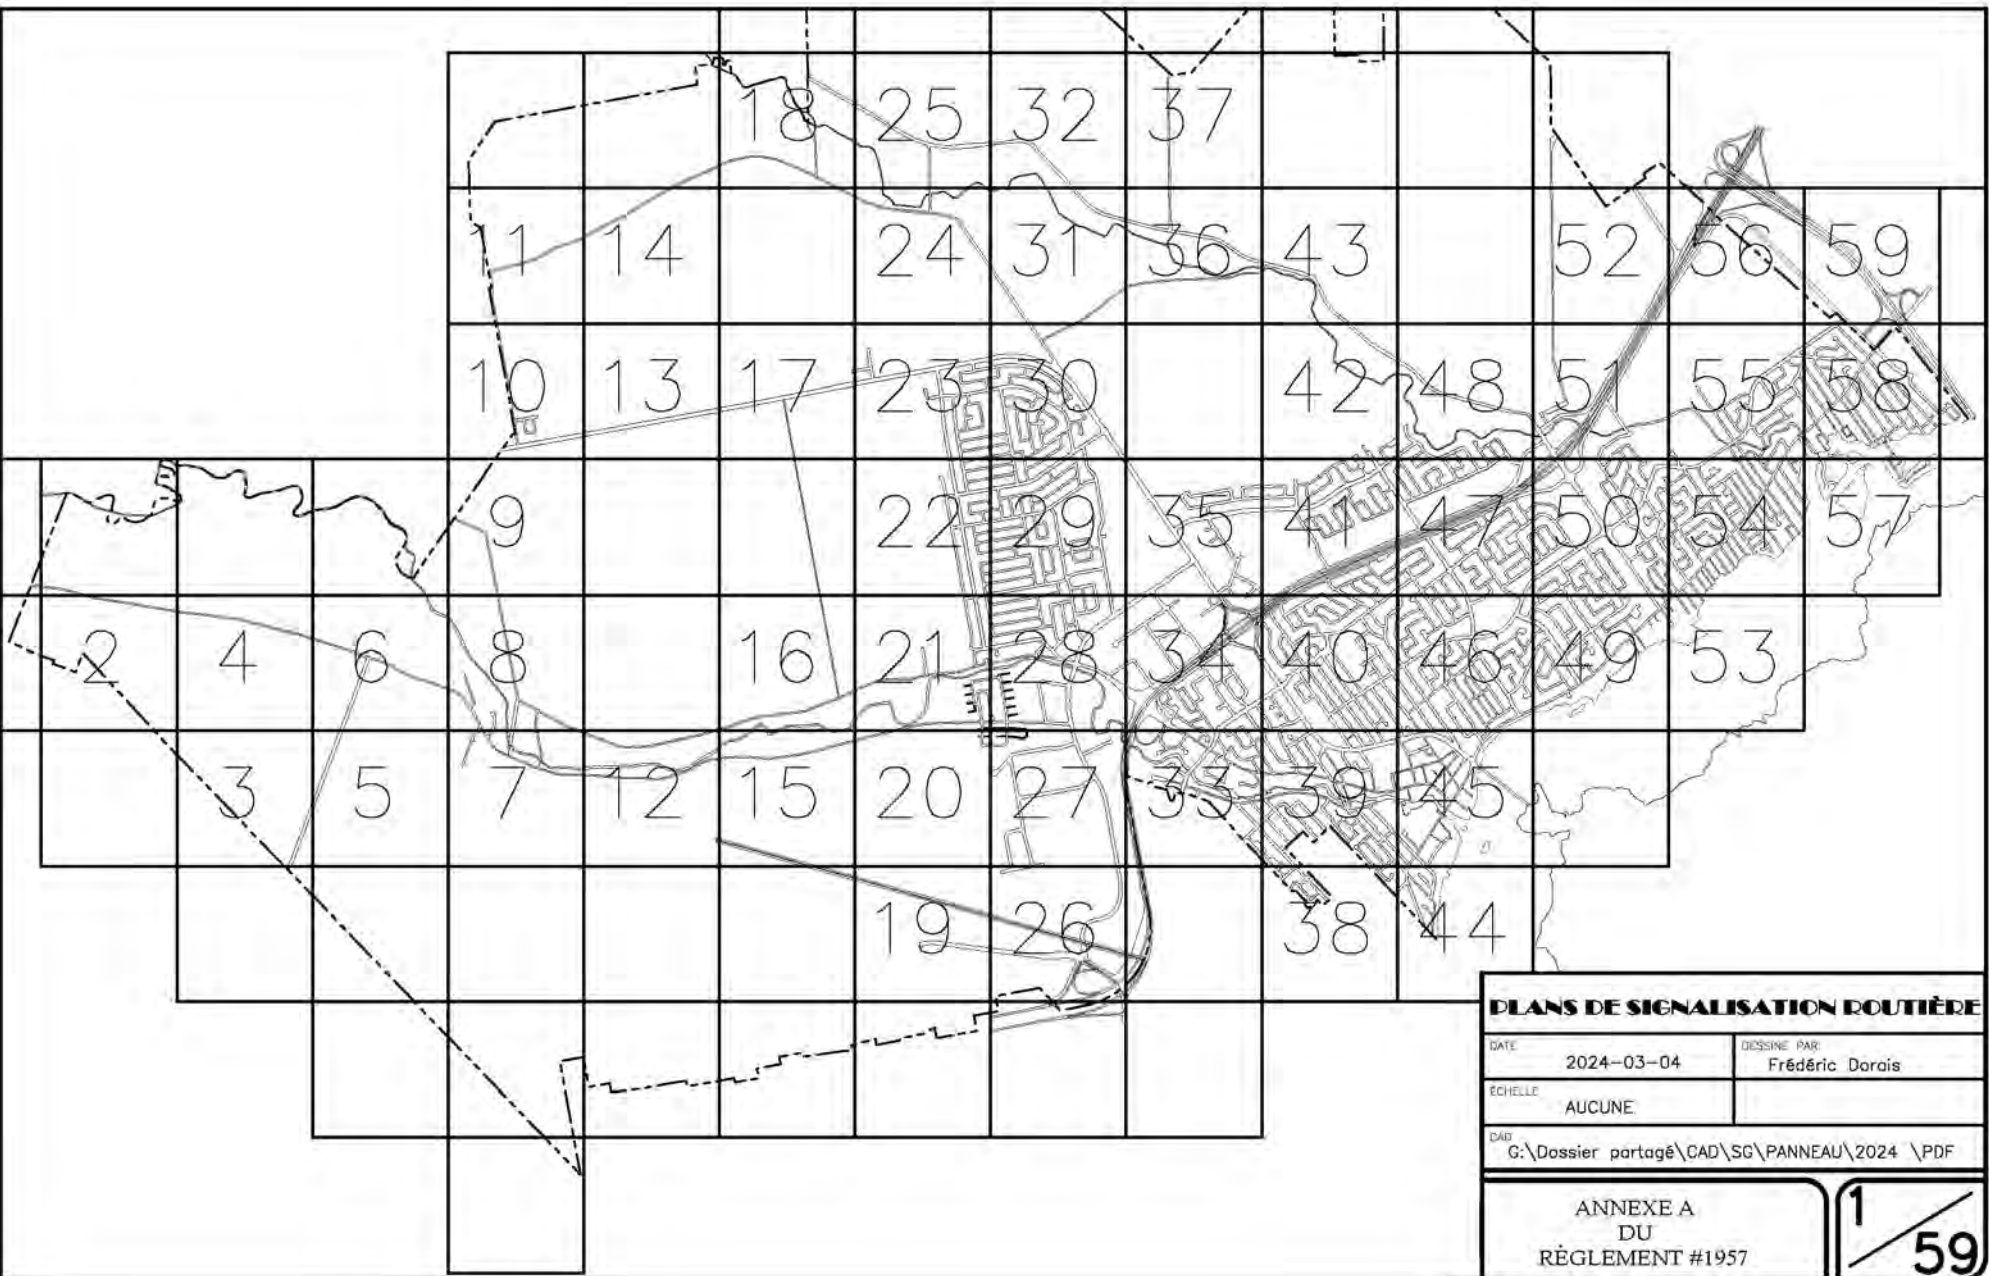 18 25 32 37
11 14 24 31 36 43 52 56 59
10 13 17 23 30 42 48 51 55 58
9 22 29 35 41 47 50 54 57
2 4 6 8 16 21 28 34 40 46 49 53
3 5 7 12 15 20 27 33 39 45
19 26 38 44
PLANS DE SIGNALISATION ROUTIÈRE
DATE 2024-03-04
DESSINE PAR: Frédéric Dorais
ÉCHELLE AUCUNE
CAD G:\Dossier partagé\CAD\SG\PANNEAU\2024 \PDF
ANNEXE A
DU
RÈGLEMENT #1957
1/59